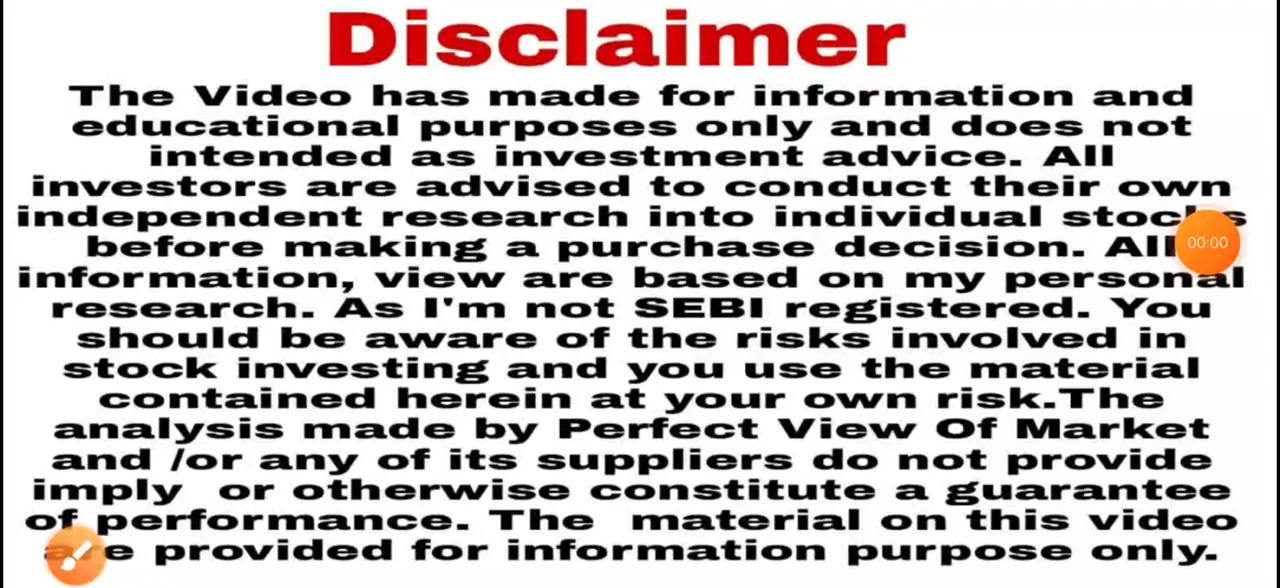 Disclaimer
The Video has made for information and
educational purposes only and does not
intended as investment advice. All
investors are advised to conduct their own
independent research into individual stocks
before making a purchase decision. All
information, view are based on my personal
research. As I'm not SEBI registered. You
should be aware of the risks involved in
stock investing and you use the material
contained herein at your own risk.The
analysis made by Perfect View Of Market
and /or any of its suppliers do not provide
imply  or otherwise constitute a guarantee
of performance. The  material on this video
are provided for information purpose only.
00:00